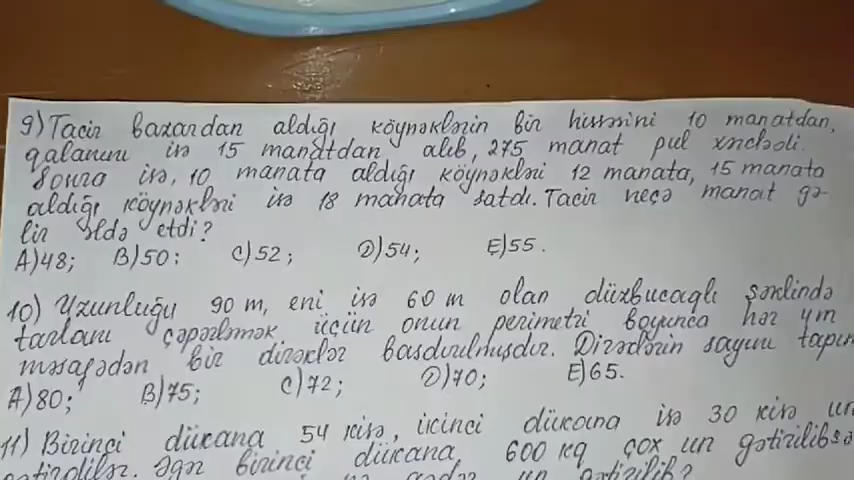 9) Tacir bazardan aldığı köynəklərin bir hissəsini 10 manatdan,
qalanını isə 15 manatdan alıb, 275 manat pul xərclədi.
Sonra isə, 10 manata aldığı köynəkləri 12 manata, 15 manata
aldığı köynəkləri isə 18 manata satdı. Tacir neçə manat gə-
lir əldə etdi?
A) 48; B) 50; C) 52; D) 54; E) 55.
10) Uzunluğu 90 m, eni isə 60 m olan düzbucaqlı şəklində
tarlanı çəpərləmək üçün onun perimetri boyunca hər 4m
məsafədən bir dirəklər basdırılmışdır. Dirəklərin sayını tapın
A) 80; B) 75; C) 72; D) 70; E) 65.
11) Birinci dükana 54 kisə, ikinci dükana isə 30 kisə un
gətirdilər. Əgər birinci dükana 600 kq çox un gətirilibsə
un gətirilib?